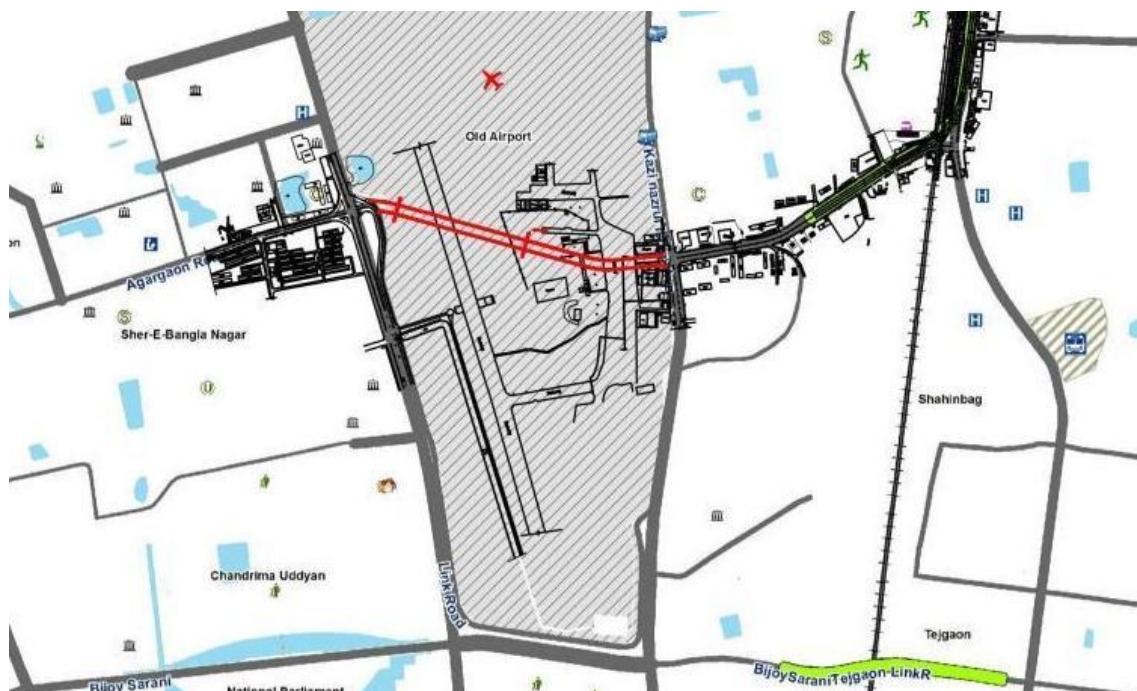 Old Airport
Kazi nazrul
Agargaon R
on
Sher-E-Bangla Nagar
Shahinbag
Chandrima Uddyan
Link Road
Tejgaon
BijoySaraniTejgaon-LinkR
Bijoy Sarani
National Parliament
H
H
H
H
S
S
C
U